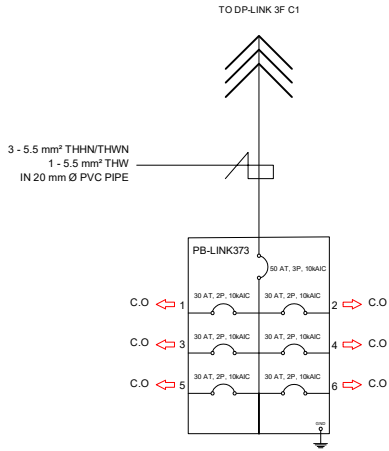 TO DP-LINK 3F C1
3 - 5.5 mm² THHN/THWN
1 - 5.5 mm² THW
IN 20 mm Ø PVC PIPE
PB-LINK373
50 AT, 3P, 10kAIC
30 AT, 2P, 10kAIC 30 AT, 2P, 10kAIC
C.O 1 2 C.O
30 AT, 2P, 10kAIC 30 AT, 2P, 10kAIC
C.O 3 4 C.O
30 AT, 2P, 10kAIC 30 AT, 2P, 10kAIC
C.O 5 6 C.O
GND